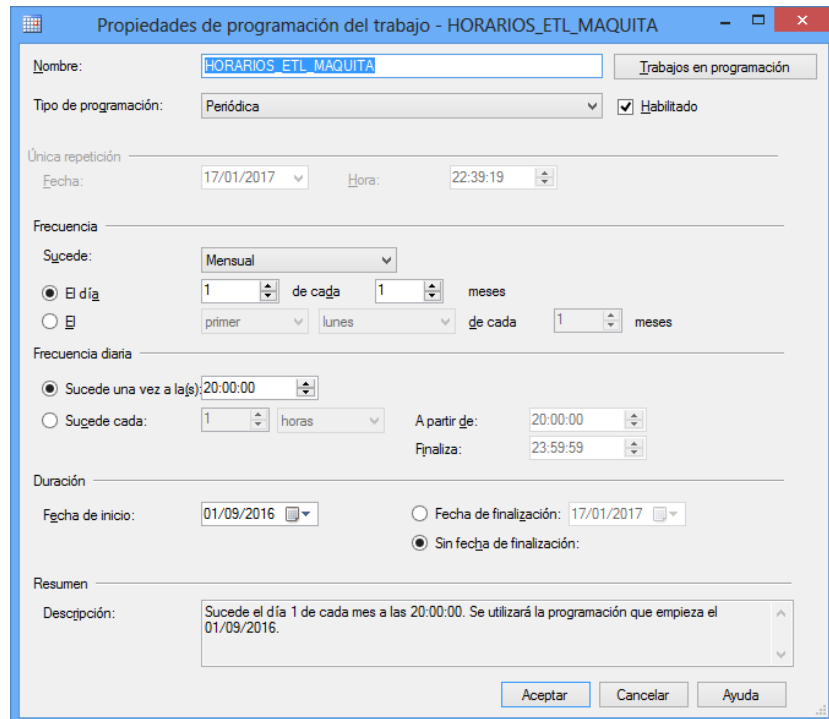 Propiedades de programación del trabajo - HORARIOS_ETL_MAQUITA
Nombre: HORARIOS_ETL_MAQUITA Trabajos en programación
Tipo de programación: Periódica Habilitado
Única repetición
Fecha: 17/01/2017 Hora: 22:39:19
Frecuencia
Sucede: Mensual
El día 1 de cada 1 meses
El primer lunes de cada 1 meses
Frecuencia diaria
Sucede una vez a la(s): 20:00:00
Sucede cada: 1 horas A partir de: 20:00:00
Finaliza: 23:59:59
Duración
Fecha de inicio: 01/09/2016 Fecha de finalización: 17/01/2017
Sin fecha de finalización:
Resumen
Descripción: Sucede el día 1 de cada mes a las 20:00:00. Se utilizará la programación que empieza el
01/09/2016.
Aceptar Cancelar Ayuda